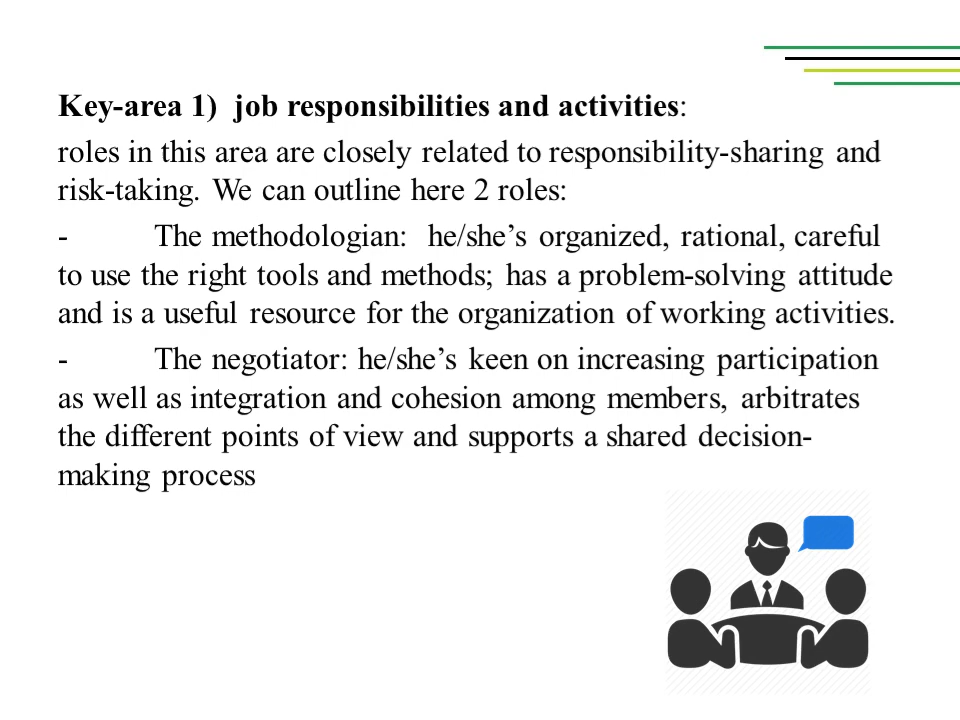 Key-area 1)  job responsibilities and activities:
roles in this area are closely related to responsibility-sharing and
risk-taking. We can outline here 2 roles:
-	The methodologian:  he/she’s organized, rational, careful
to use the right tools and methods; has a problem-solving attitude
and is a useful resource for the organization of working activities.
-	The negotiator: he/she’s keen on increasing participation
as well as integration and cohesion among members, arbitrates
the different points of view and supports a shared decision-
making process